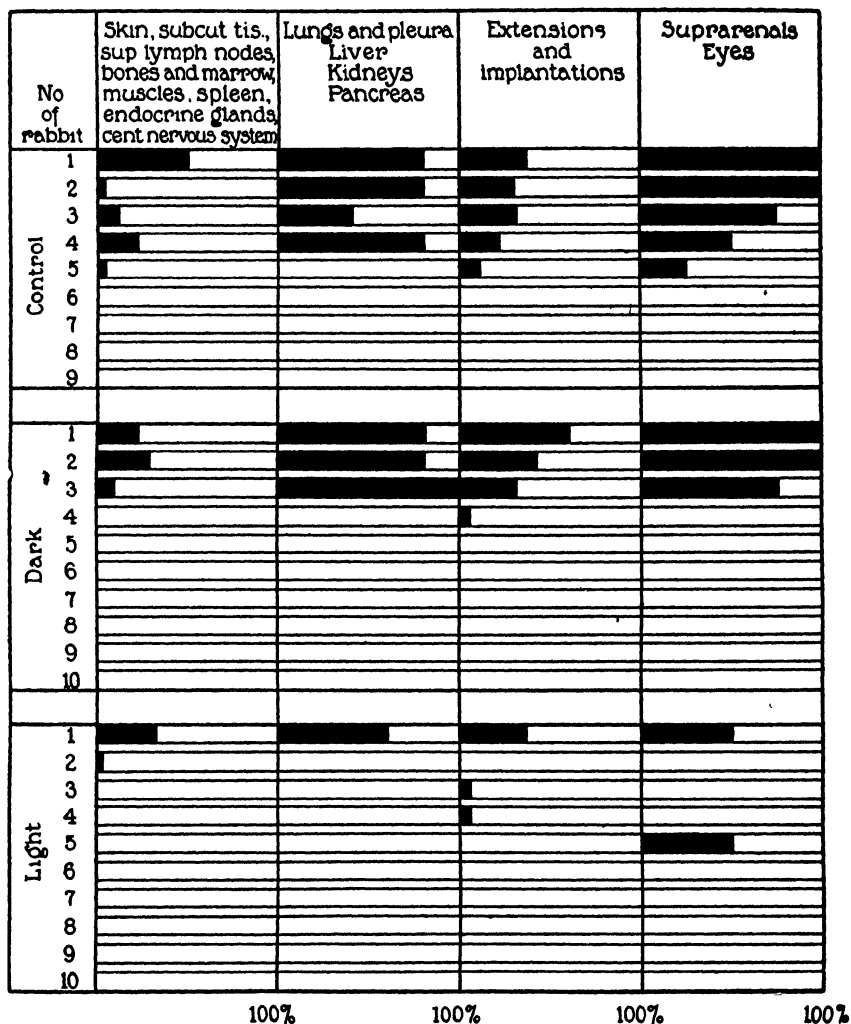 No
of
rabbit
Skin, subcut tis.,
sup lymph nodes,
bones and marrow,
muscles, spleen,
endocrine glands,
cent nervous system
Lungs and pleura
Liver
Kidneys
Pancreas
Extensions
and
implantations
Suprarenals
Eyes
Control
1
2
3
4
5
6
7
8
9
Dark
1
2
3
4
5
6
7
8
9
10
Light
1
2
3
4
5
6
7
8
9
10
100% 100% 100% 100%